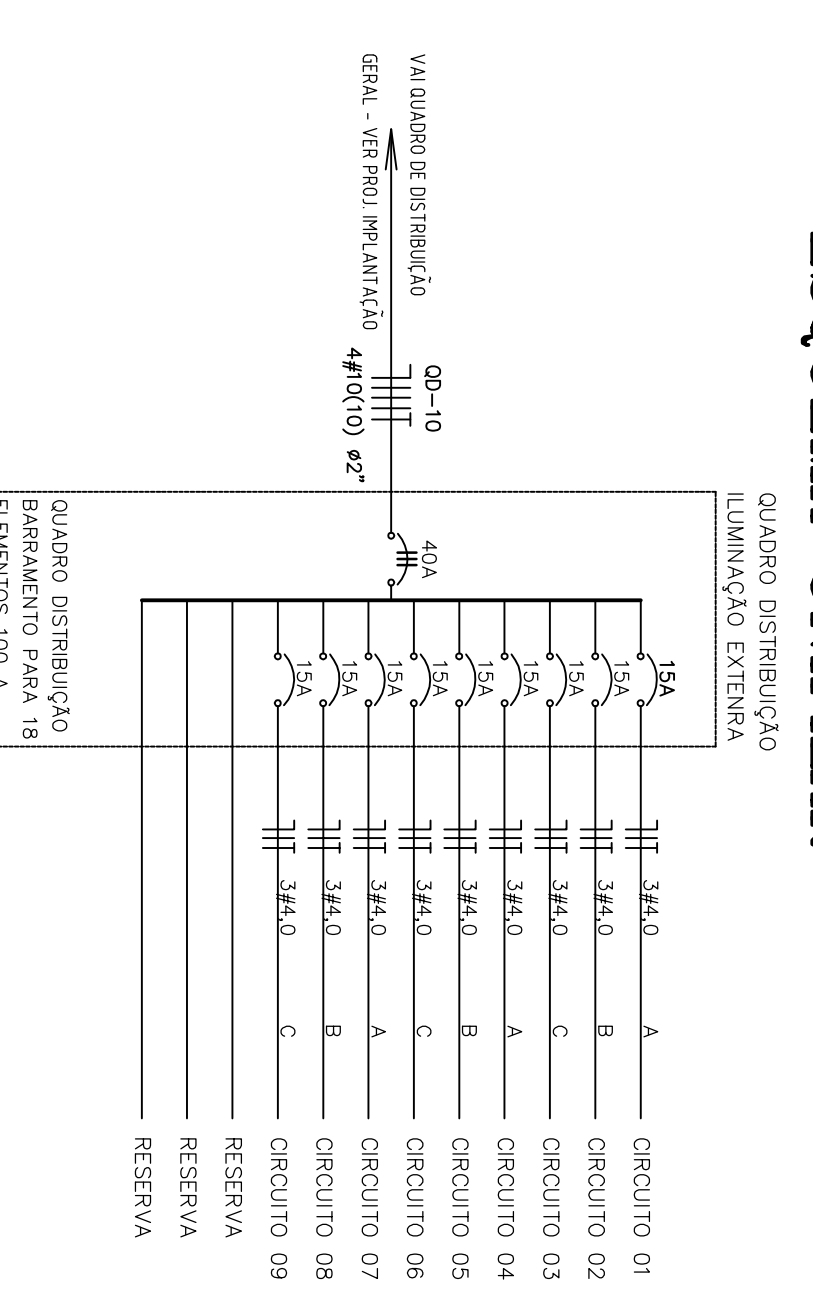 QUADRO DISTRIBUIÇÃO
ILUMINAÇÃO EXTENRA
VAI QUADRO DE DISTRIBUIÇÃO
GERAL - VER PROJ. IMPLANTAÇÃO
QD-10
4#10(10) ø2"
40A
15A 3#4,0 A CIRCUITO 01
15A 3#4,0 B CIRCUITO 02
15A 3#4,0 C CIRCUITO 03
15A 3#4,0 A CIRCUITO 04
15A 3#4,0 B CIRCUITO 05
15A 3#4,0 C CIRCUITO 06
15A 3#4,0 A CIRCUITO 07
15A 3#4,0 B CIRCUITO 08
15A 3#4,0 C CIRCUITO 09
RESERVA
RESERVA
RESERVA
QUADRO DISTRIBUIÇÃO
BARRAMENTO PARA 18
ELEMENTOS 100 A